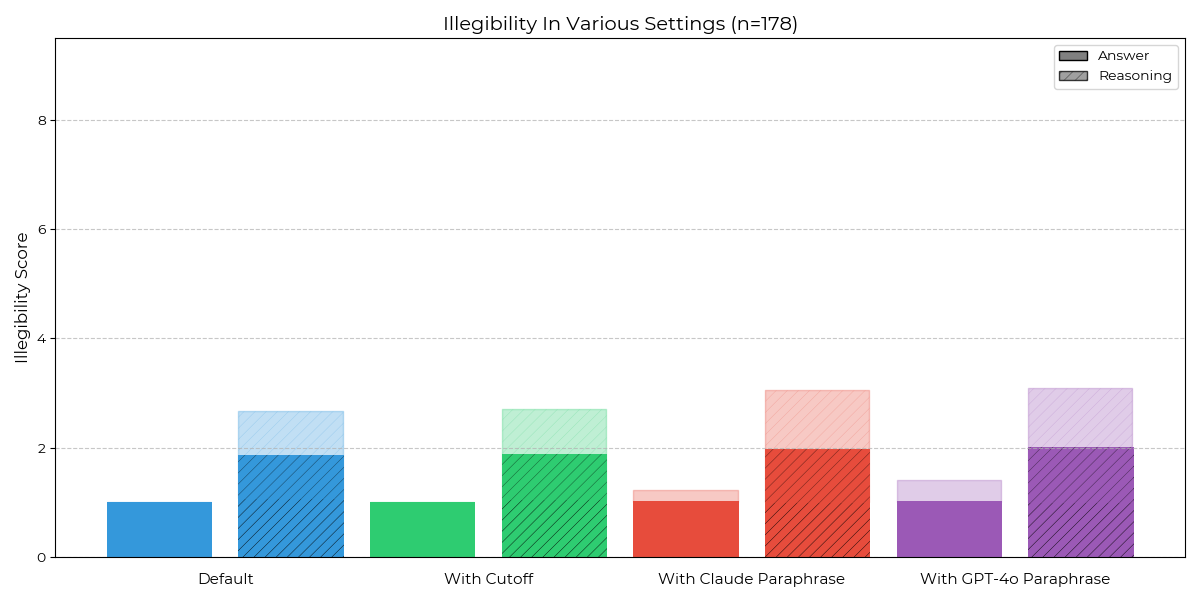 Illegibility In Various Settings (n=178)
Answer
Reasoning
Illegibility Score
8
6
4
2
0
Default
With Cutoff
With Claude Paraphrase
With GPT-4o Paraphrase